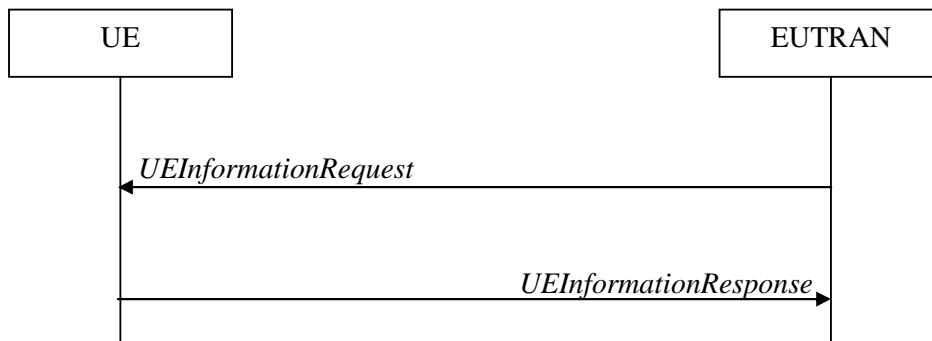 UE
EUTRAN
UEInformationRequest
UEInformationResponse